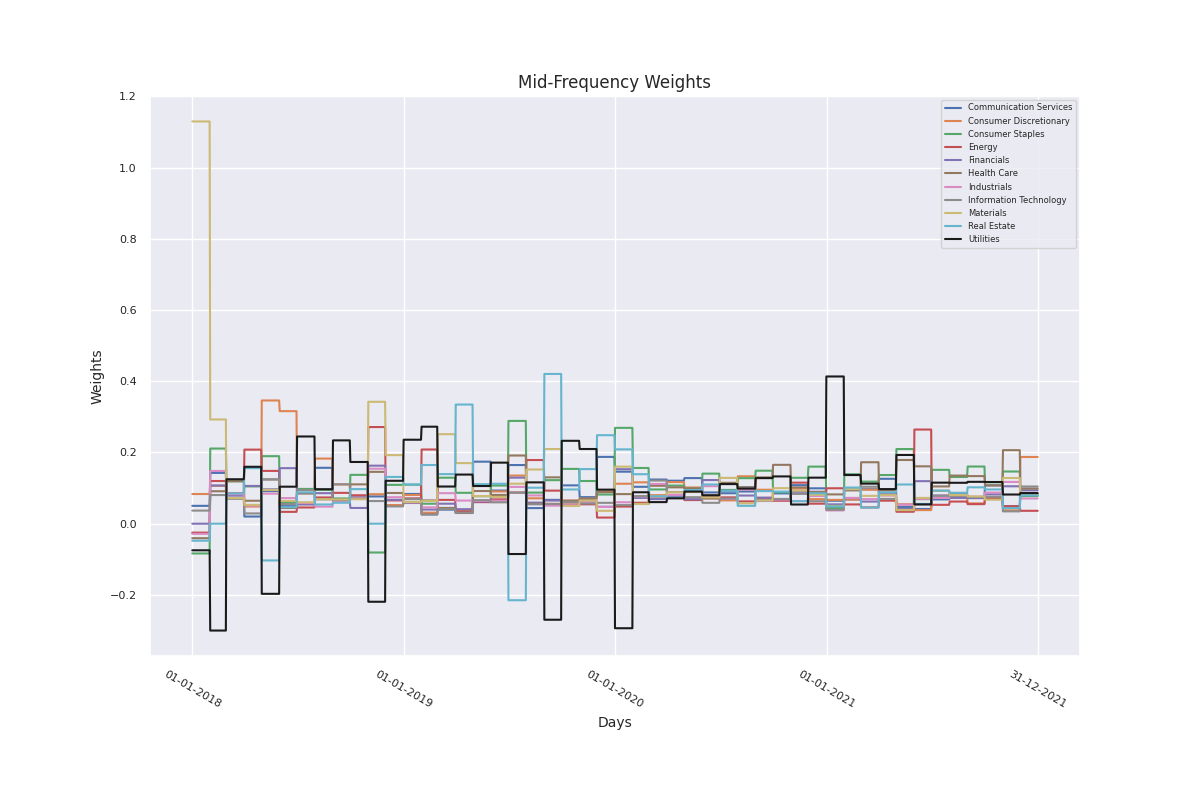 Mid-Frequency Weights
1.2
1.0
0.8
0.6
0.4
0.2
0.0
−0.2
Weights
Communication Services
Consumer Discretionary
Consumer Staples
Energy
Financials
Health Care
Industrials
Information Technology
Materials
Real Estate
Utilities
01-01-2018
01-01-2019
01-01-2020
01-01-2021
31-12-2021
Days